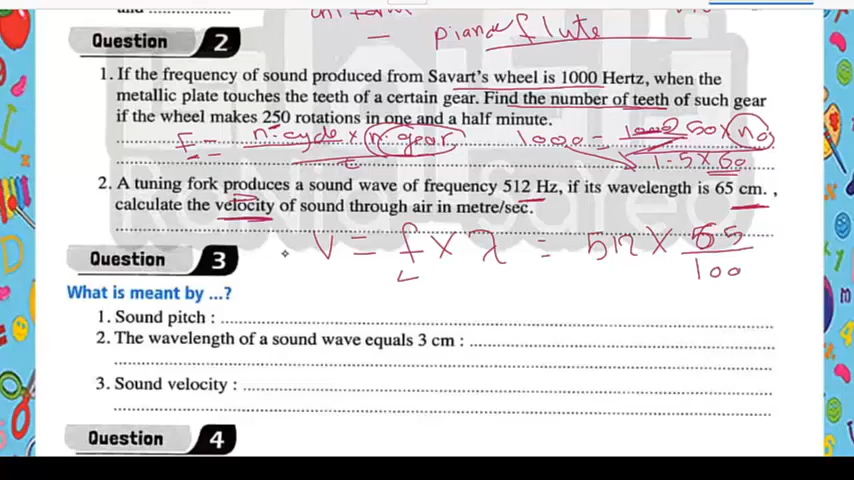 piano flute
Question 2
1. If the frequency of sound produced from Savart's wheel is 1000 Hertz, when the
metallic plate touches the teeth of a certain gear. Find the number of teeth of such gear
if the wheel makes 250 rotations in one and a half minute.
F = n. cycle × n. gear / t
1.5 × 60
2. A tuning fork produces a sound wave of frequency 512 Hz, if its wavelength is 65 cm. ,
calculate the velocity of sound through air in metre/sec.
V = f × λ = 512 × 65/100
Question 3
What is meant by ...?
1. Sound pitch :
2. The wavelength of a sound wave equals 3 cm :
3. Sound velocity :
Question 4